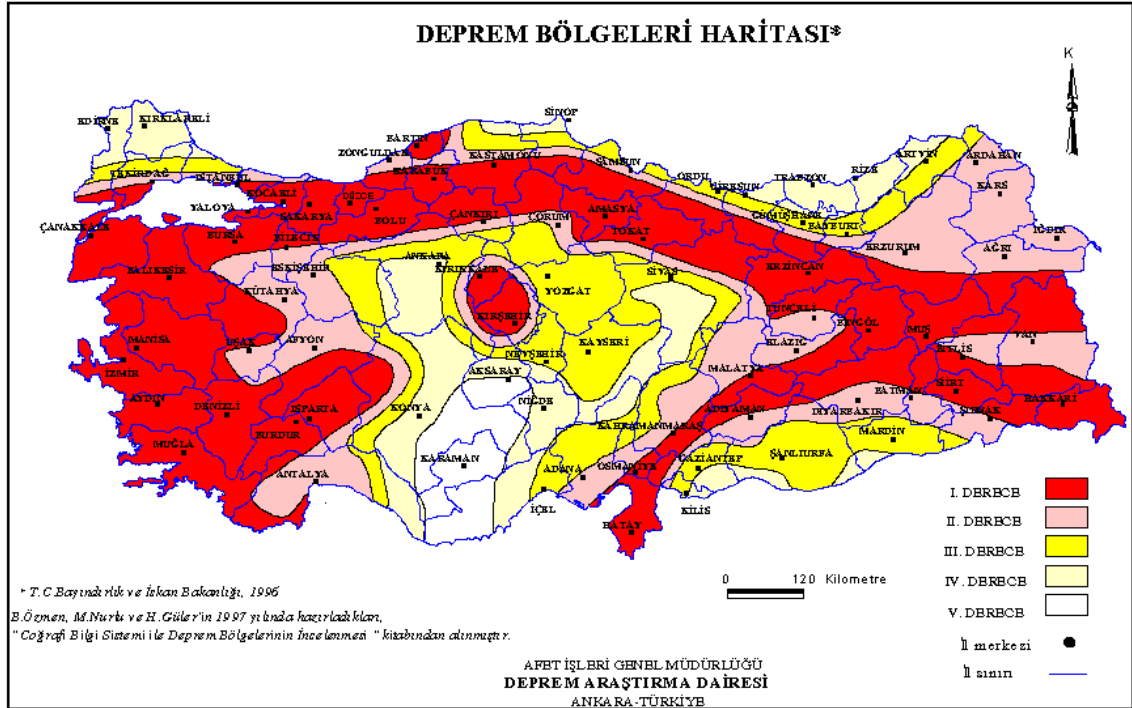 DEPREM BÖLGELERİ HARİTASI*
K
SİNOP
EDİRNE
KIRKLARELİ
BARTIN
ZONGULDAK
KASTAMONU
SAMSUN
ARTVİN
ARDAHAN
TEKİRDAĞ
İSTANBUL
KARABÜK
ORDU
GİRESUN
TRABZON
RİZE
KARS
KOCAELİ
YALOVA
SAKARYA
DÜZCE
BOLU
ÇANKIRI
ÇORUM
AMASYA
TOKAT
GÜMÜŞHANE
BAYBURT
ERZURUM
IĞDIR
AĞRI
ÇANAKKALE
BURSA
BİLECİK
BALIKESİR
ESKİŞEHİR
ANKARA
KIRIKKALE
YOZGAT
SİVAS
ERZİNCAN
KÜTAHYA
KIRŞEHİR
TUNCELİ
BİNGÖL
MUŞ
VAN
MANİSA
UŞAK
AFYON
NEVŞEHİR
KAYSERİ
ELAZIĞ
BİTLİS
İZMİR
AKSARAY
MALATYA
AYDIN
DENİZLİ
ISPARTA
BURDUR
KONYA
NİĞDE
KAHRAMANMARAŞ
ADIYAMAN
DİYARBAKIR
BATMAN
SİİRT
ŞIRNAK
HAKKARİ
MUĞLA
ANTALYA
KARAMAN
ADANA
OSMANİYE
GAZİANTEP
ŞANLIURFA
MARDİN
İÇEL
KİLİS
HATAY
I. DERECE
II. DERECE
III. DERECE
IV. DERECE
V. DERECE
İl merkezi
İl sınırı
0 120 Kilometre
* T.C.Bayındırlık ve İskan Bakanlığı, 1996
B.Özmen, M.Nurlu ve H.Güler'in 1997 yılında hazırladıkları,
" Coğrafi Bilgi Sistemi ile Deprem Bölgelerinin İncelenmesi " kitabından alınmıştır.
AFET İŞLERİ GENEL MÜDÜRLÜĞÜ
DEPREM ARAŞTIRMA DAİRESİ
ANKARA-TÜRKİYE